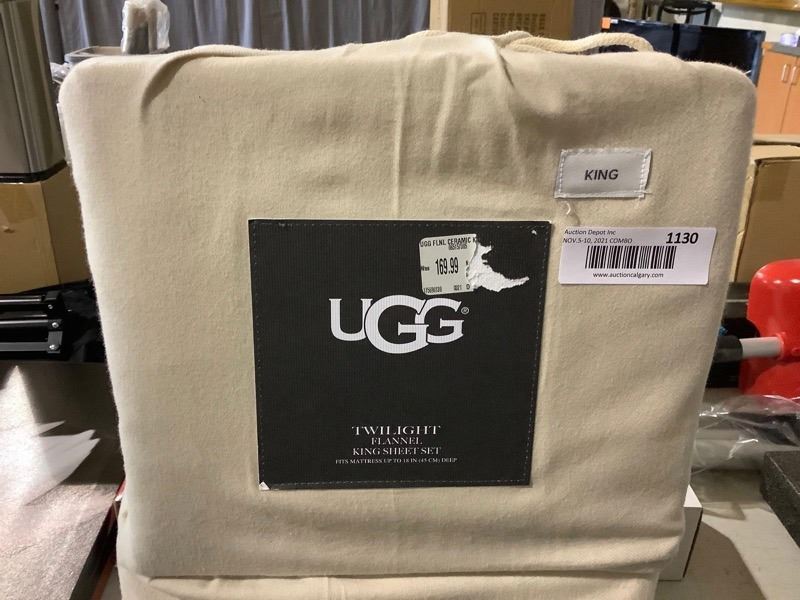 KING
Auction Depot Inc
NOV.5-10, 2021 COMBO
1130
www.auctioncalgary.com
UGG FLNL CERAMIC K
169.99
UGG®
TWILIGHT
FLANNEL
KING SHEET SET
FITS MATTRESS UP TO 18 IN (45 CM) DEEP